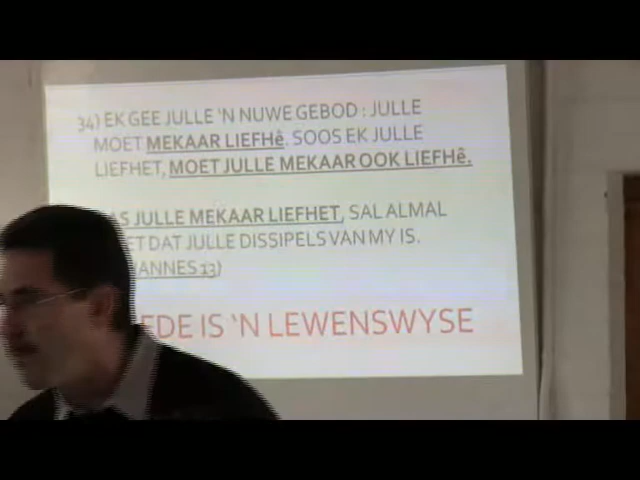 34) EK GEE JULLE 'N NUWE GEBOD : JULLE
MOET MEKAAR LIEFHê. SOOS EK JULLE
LIEFHET, MOET JULLE MEKAAR OOK LIEFHê.
JULLE MEKAAR LIEFHET, SAL ALMAL
DAT JULLE DISSIPELS VAN MY IS.
13)
IS 'N LEWENSWYSE